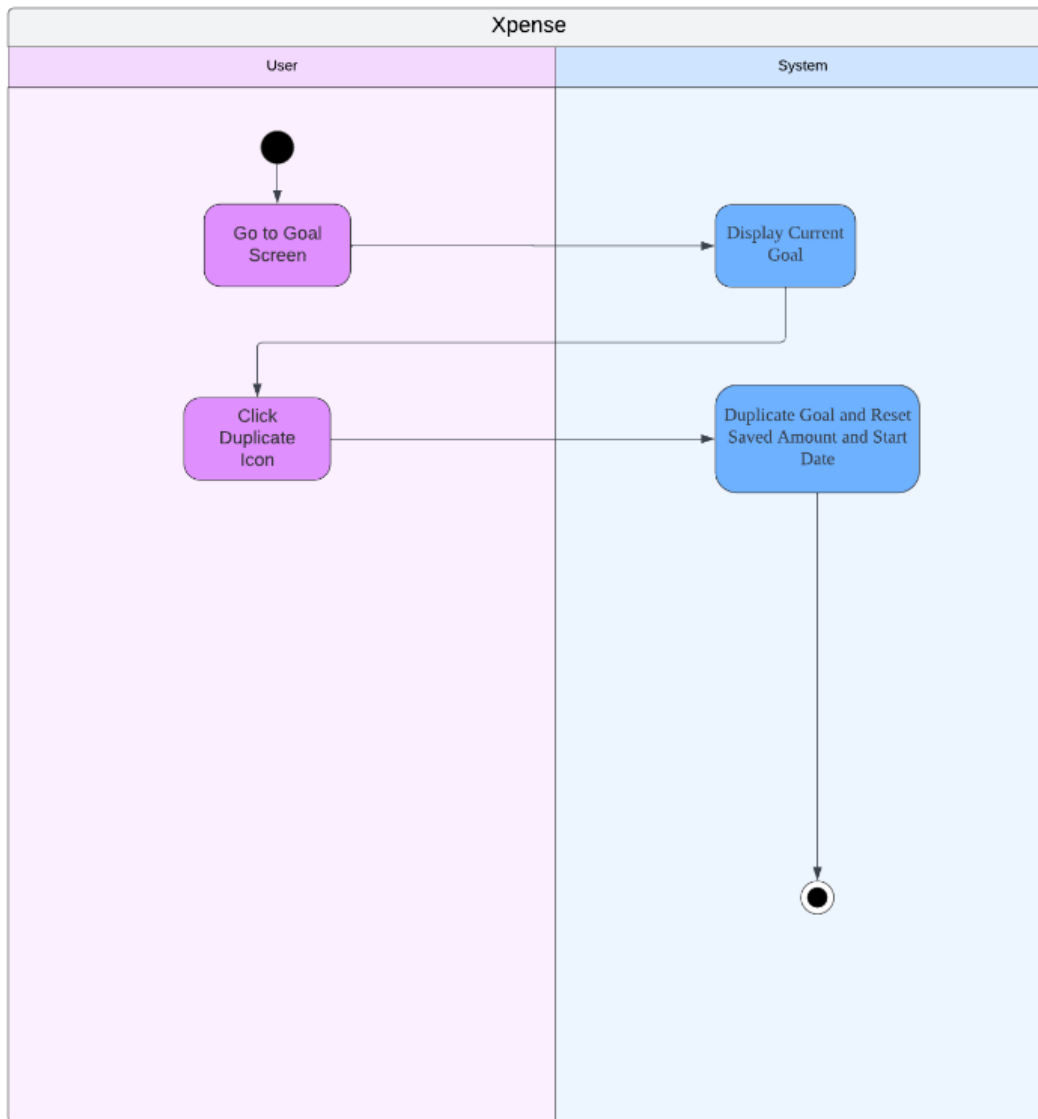 Xpense
User
System
Go to Goal
Screen
Display Current
Goal
Click
Duplicate
Icon
Duplicate Goal and Reset
Saved Amount and Start
Date